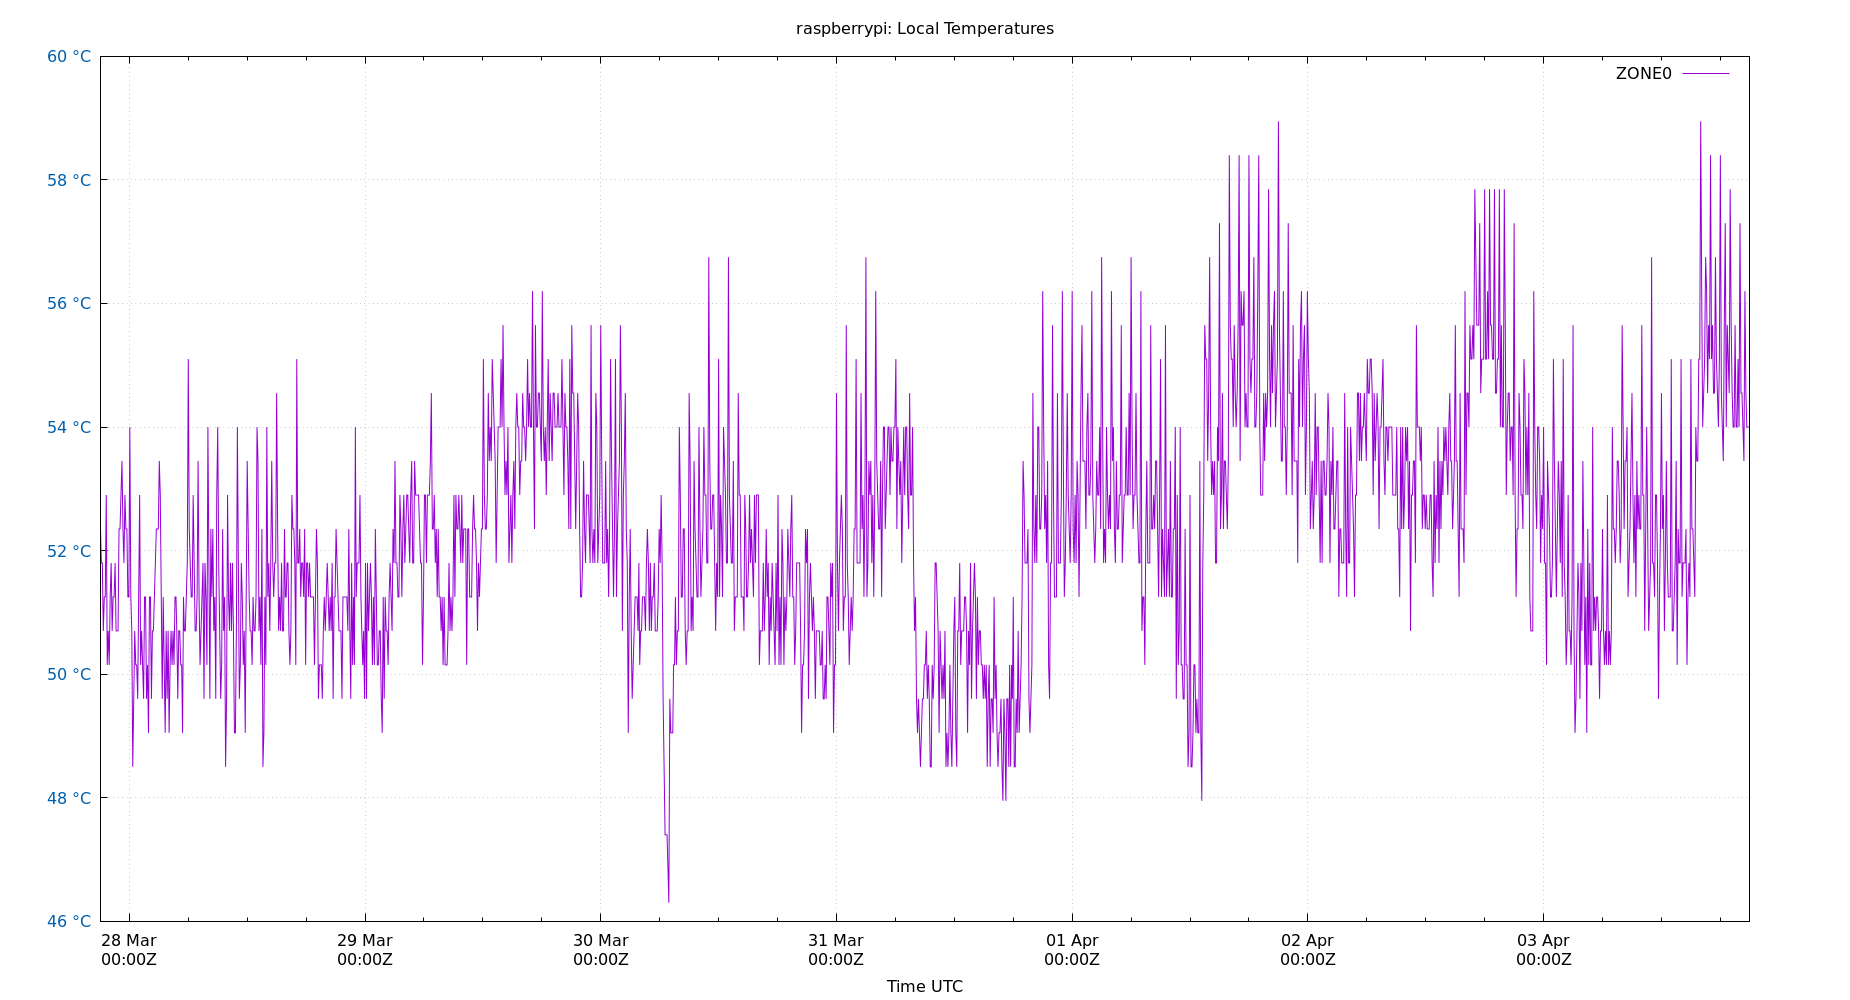 raspberrypi: Local Temperatures
60 °C
ZONE0
58 °C
56 °C
54 °C
52 °C
50 °C
48 °C
46 °C
28 Mar 29 Mar 30 Mar 31 Mar 01 Apr 02 Apr 03 Apr
00:00Z 00:00Z 00:00Z 00:00Z 00:00Z 00:00Z 00:00Z
Time UTC